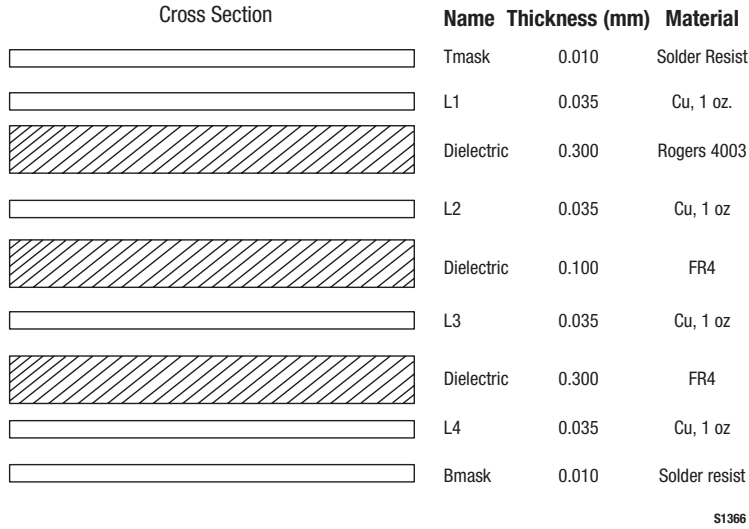 Cross Section Name Thickness (mm) Material
Tmask 0.010 Solder Resist
L1 0.035 Cu, 1 oz.
Dielectric 0.300 Rogers 4003
L2 0.035 Cu, 1 oz
Dielectric 0.100 FR4
L3 0.035 Cu, 1 oz
Dielectric 0.300 FR4
L4 0.035 Cu, 1 oz
Bmask 0.010 Solder resist
S1366